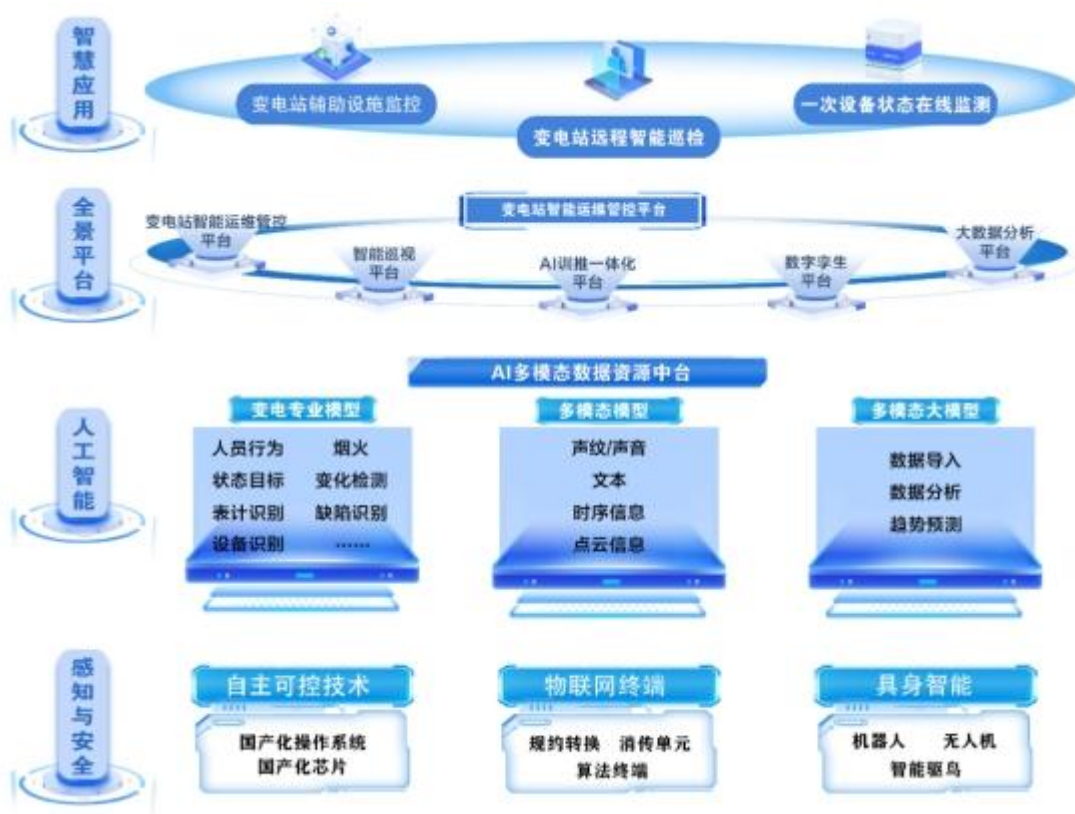 智慧应用
变电站辅助设施监控
变电站远程智能巡检
一次设备状态在线监测
全景平台
变电站智能运维管控平台
变电站智能运维管控
平台
智能巡视
平台
AI训推一体化
平台
数字孪生
平台
大数据分析
平台
人工智能
AI多模态数据资源中台
变电专业模型
人员行为 烟火
状态目标 变化检测
表计识别 缺陷识别
设备识别 ……
多模态模型
声纹/声音
文本
时序信息
点云信息
多模态大模型
数据导入
数据分析
趋势预测
感知与安全
自主可控技术
国产化操作系统
国产化芯片
物联网终端
规约转换 消传单元
算法终端
具身智能
机器人 无人机
智能驱鸟